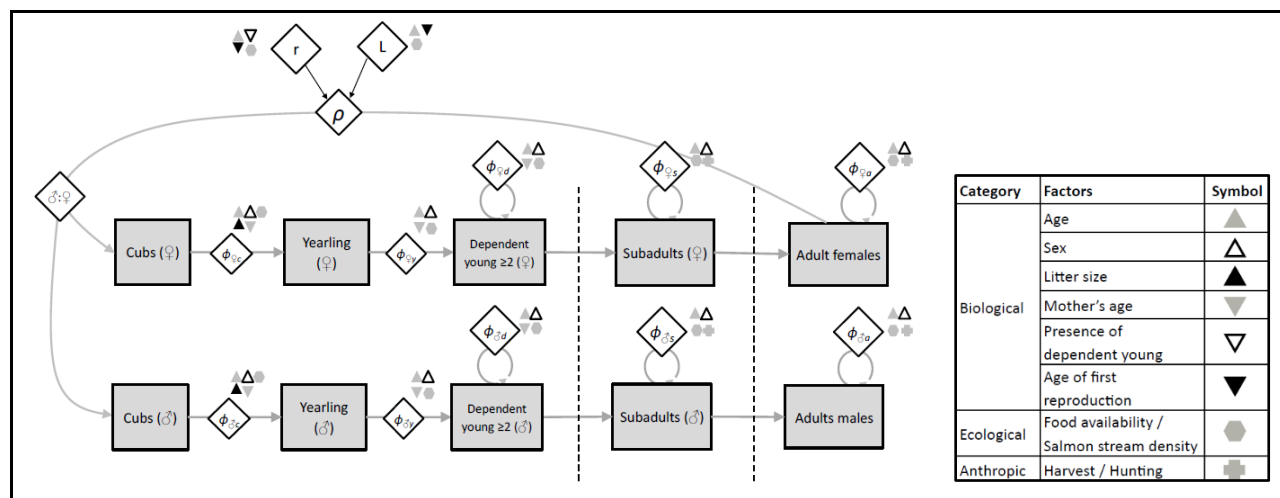 r
L
ρ
♂:♀
ϕ♀d
ϕ♀s
ϕ♀a
Cubs (♀)
ϕ♀c
Yearling
(♀)
ϕ♀y
Dependent
young ≥2 (♀)
Subadults (♀)
Adult females
ϕ♂d
ϕ♂s
ϕ♂a
Cubs (♂)
ϕ♂c
Yearling
(♂)
ϕ♂y
Dependent
young ≥2 (♂)
Subadults (♂)
Adults males
Category Factors Symbol
Biological
Age
Sex
Litter size
Mother's age
Presence of
dependent young
Age of first
reproduction
Ecological
Food availability /
Salmon stream density
Anthropic Harvest / Hunting